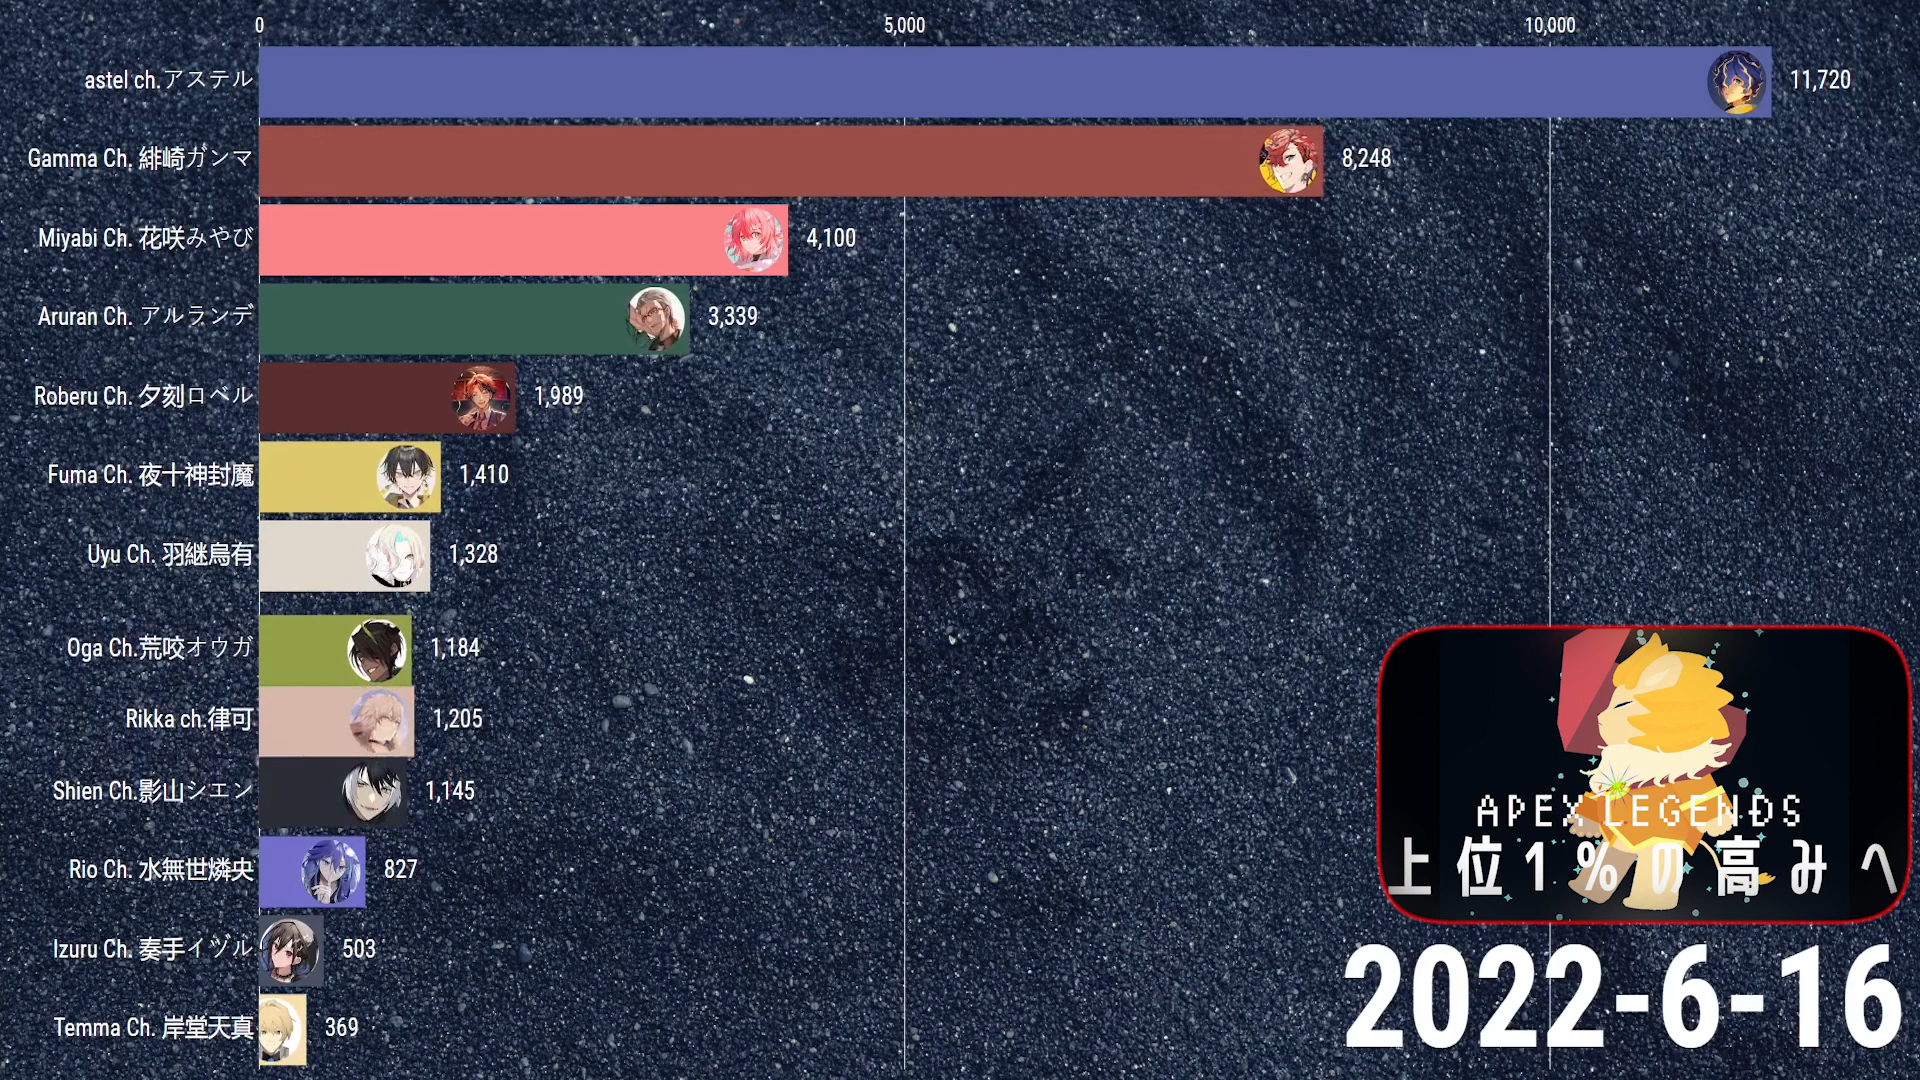 0 5,000 10,000
astel ch.アステル 11,720
Gamma Ch. 緋崎ガンマ 8,248
Miyabi Ch. 花咲みやび 4,100
Aruran Ch. アルランデ 3,339
Roberu Ch. 夕刻ロベル 1,989
Fuma Ch. 夜十神封魔 1,410
Uyu Ch. 羽継烏有 1,328
Oga Ch.荒咬オウガ 1,184
Rikka ch.律可 1,205
Shien Ch.影山シエン 1,145
Rio Ch. 水無世燐央 827
Izuru Ch. 奏手イヅル 503
Temma Ch. 岸堂天真 369
APEX LEGENDS
上位1%の高みへ
2022-6-16